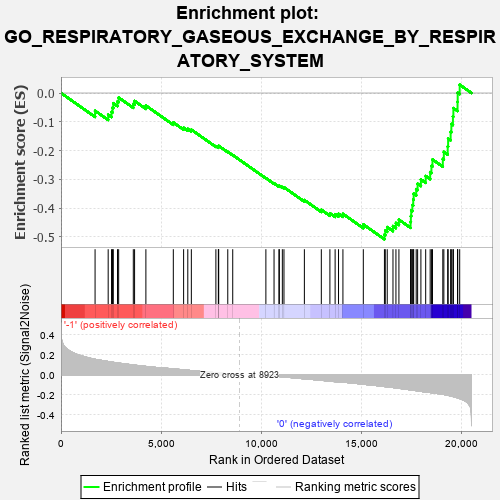 Enrichment plot:
GO_RESPIRATORY_GASEOUS_EXCHANGE_BY_RESPIR
ATORY_SYSTEM
Enrichment score (ES)
0.0
-0.1
-0.2
-0.3
-0.4
-0.5
Ranked list metric (Signal2Noise)
'-1' (positively correlated)
0.4
0.2
0.0
-0.2
-0.4
Zero cross at 8923
'0' (negatively correlated)
0
5,000
10,000
15,000
20,000
Rank in Ordered Dataset
Enrichment profile
Hits
Ranking metric scores